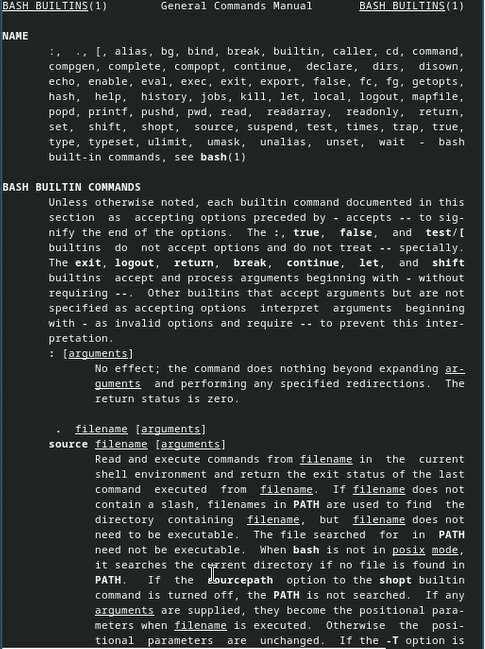 BASH BUILTINS(1) General Commands Manual BASH BUILTINS(1)
NAME
:, ., [, alias, bg, bind, break, builtin, caller, cd, command,
compgen, complete, compopt, continue, declare, dirs, disown,
echo, enable, eval, exec, exit, export, false, fc, fg, getopts,
hash, help, history, jobs, kill, let, local, logout, mapfile,
popd, printf, pushd, pwd, read, readarray, readonly, return,
set, shift, shopt, source, suspend, test, times, trap, true,
type, typeset, ulimit, umask, unalias, unset, wait - bash
built-in commands, see bash(1)
BASH BUILTIN COMMANDS
Unless otherwise noted, each builtin command documented in this
section as accepting options preceded by - accepts -- to sig-
nify the end of the options. The :, true, false, and test/[
builtins do not accept options and do not treat -- specially.
The exit, logout, return, break, continue, let, and shift
builtins accept and process arguments beginning with - without
requiring --. Other builtins that accept arguments but are not
specified as accepting options interpret arguments beginning
with - as invalid options and require -- to prevent this inter-
pretation.
: [arguments]
No effect; the command does nothing beyond expanding ar-
guments and performing any specified redirections. The
return status is zero.
. filename [arguments]
source filename [arguments]
Read and execute commands from filename in the current
shell environment and return the exit status of the last
command executed from filename. If filename does not
contain a slash, filenames in PATH are used to find the
directory containing filename, but filename does not
need to be executable. The file searched for in PATH
need not be executable. When bash is not in posix mode,
it searches the current directory if no file is found in
PATH. If the sourcepath option to the shopt builtin
command is turned off, the PATH is not searched. If any
arguments are supplied, they become the positional para-
meters when filename is executed. Otherwise the posi-
tional parameters are unchanged. If the -T option is